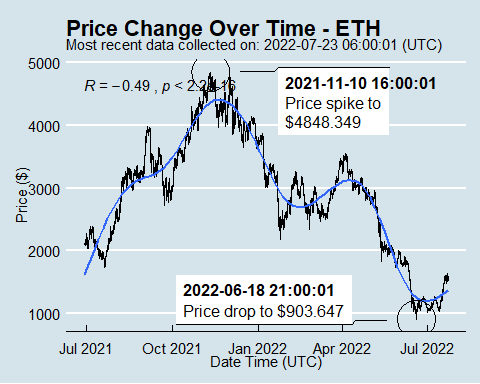 Price Change Over Time - ETH
Most recent data collected on: 2022-07-23 06:00:01 (UTC)
R = −0.49 , p < 2.2e−16
2021-11-10 16:00:01
Price spike to
$4848.349
2022-06-18 21:00:01
Price drop to $903.647
Price ($)
5000
4000
3000
2000
1000
Jul 2021 Oct 2021 Jan 2022 Apr 2022 Jul 2022
Date Time (UTC)